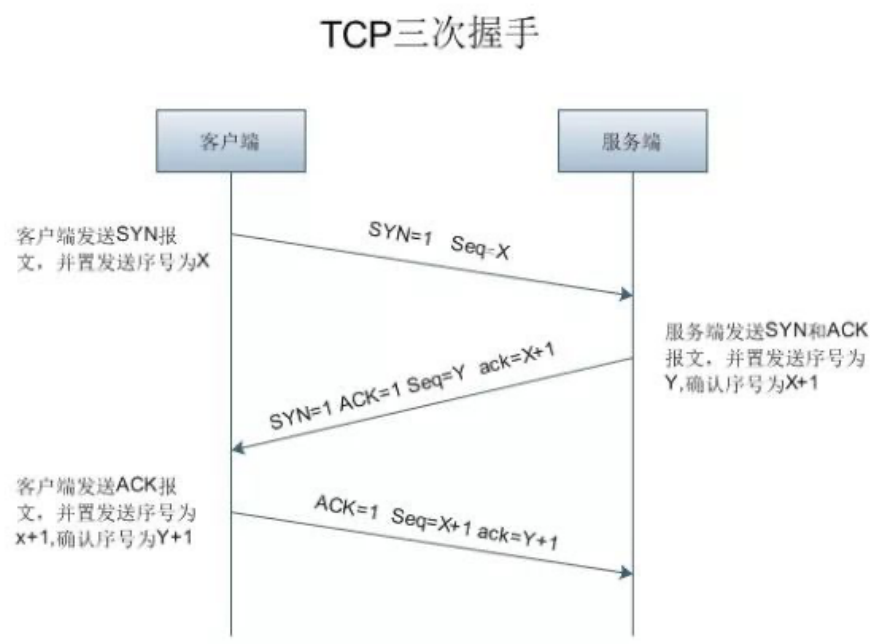 TCP三次握手
客户端
服务端
客户端发送SYN报
文，并置发送序号为X
SYN=1 Seq=X
服务端发送SYN和ACK
报文，并置发送序号为
Y,确认序号为X+1
SYN=1 ACK=1 Seq=Y ack=X+1
客户端发送ACK报
文，并置发送序号为
x+1,确认序号为Y+1
ACK=1 Seq=X+1 ack=Y+1